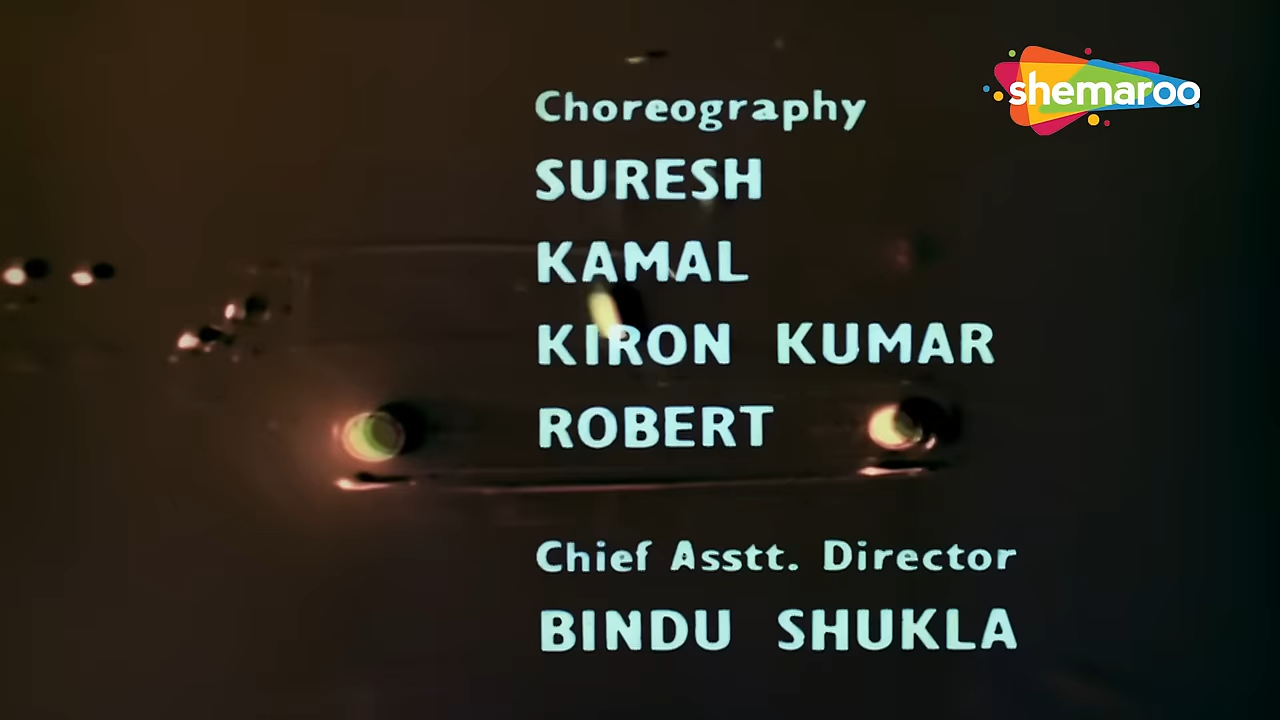 shemaroo
Choreography
SURESH
KAMAL
KIRON KUMAR
ROBERT
Chief Asstt. Director
BINDU SHUKLA